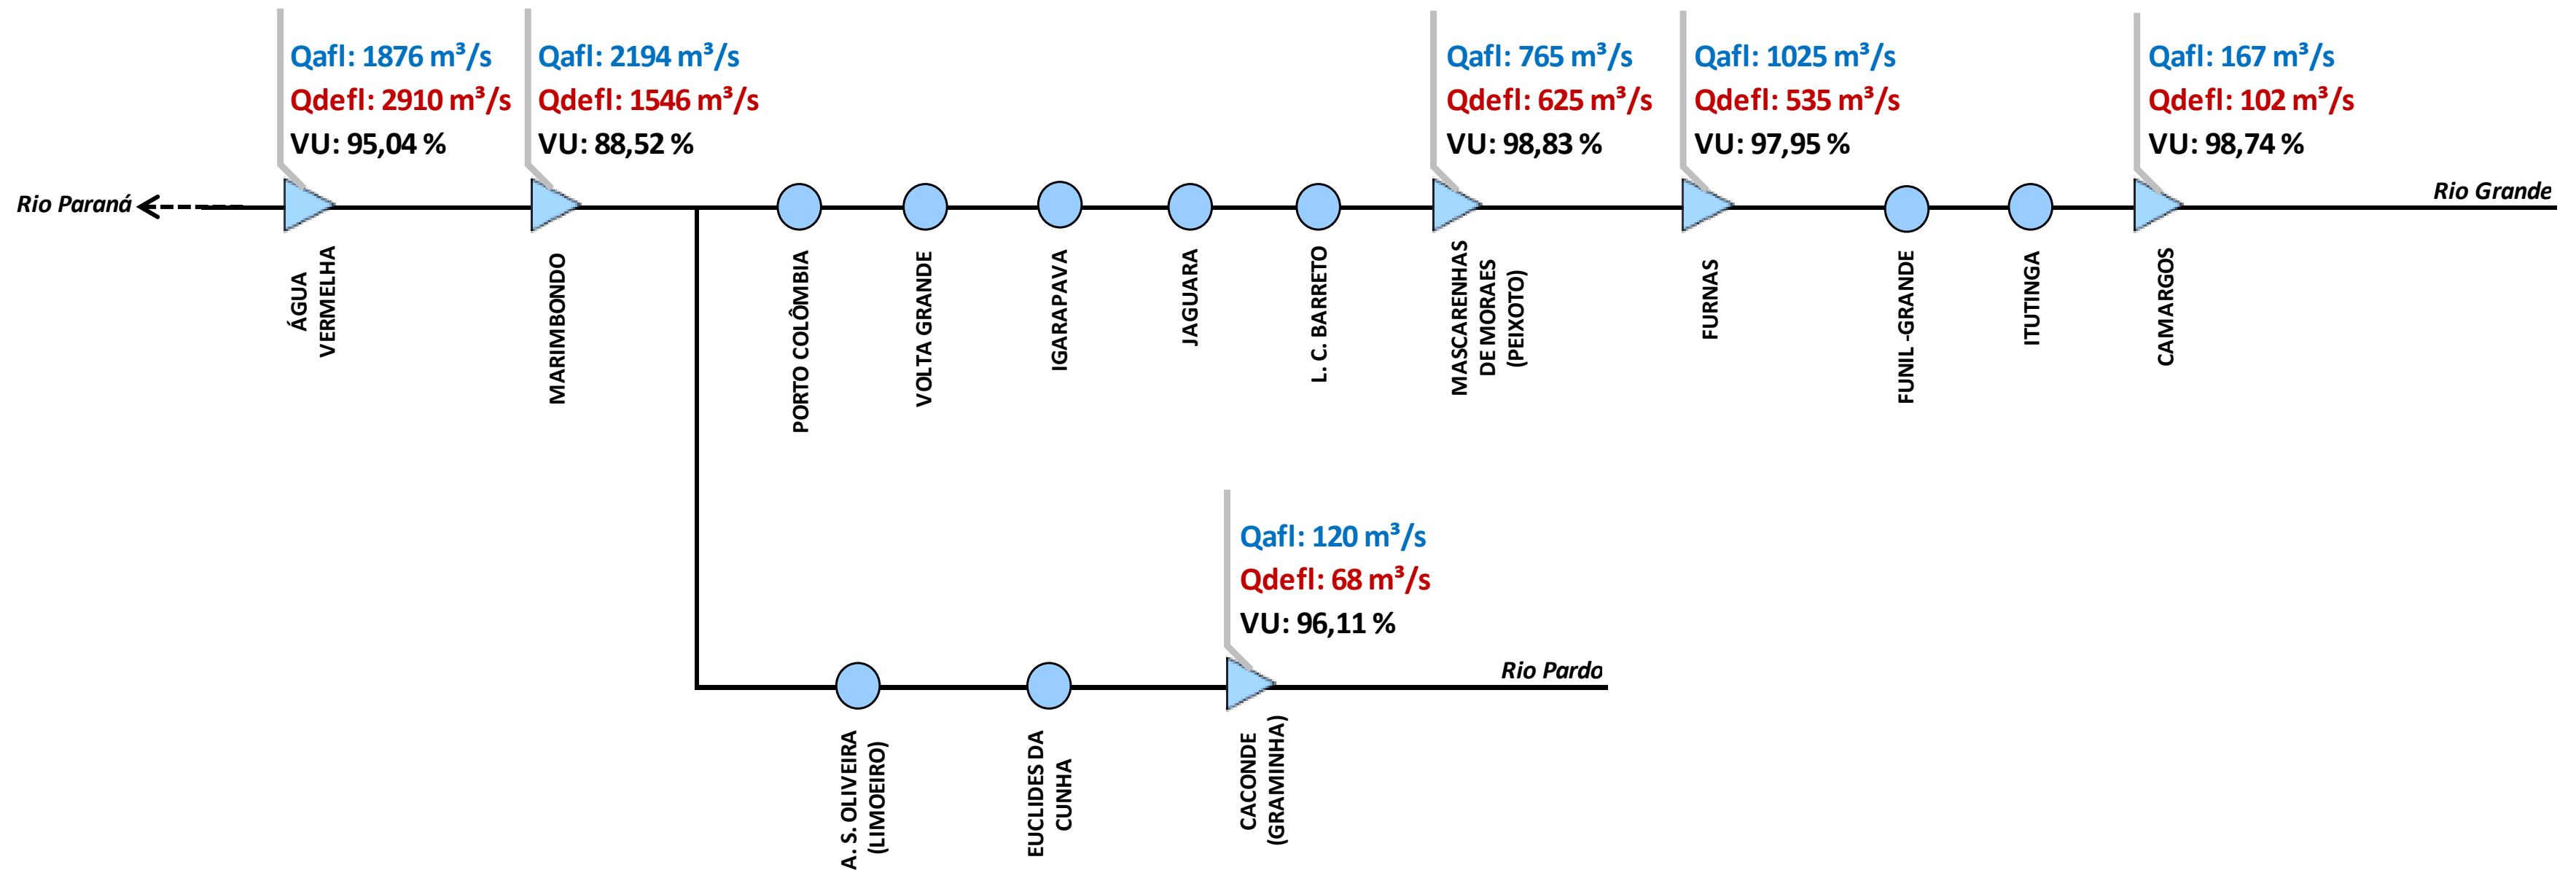 Qafl: 1876 m³/s
Qdefl: 2910 m³/s
VU: 95,04 %
Qafl: 2194 m³/s
Qdefl: 1546 m³/s
VU: 88,52 %
Qafl: 765 m³/s
Qdefl: 625 m³/s
VU: 98,83 %
Qafl: 1025 m³/s
Qdefl: 535 m³/s
VU: 97,95 %
Qafl: 167 m³/s
Qdefl: 102 m³/s
VU: 98,74 %
Rio Paraná
Rio Grande
ÁGUA
VERMELHA
MARIMBONDO
PORTO COLÔMBIA
VOLTA GRANDE
IGARAPAVA
JAGUARA
L. C. BARRETO
MASCARENHAS
DE MORAES
(PEIXOTO)
FURNAS
FUNIL -GRANDE
ITUTINGA
CAMARGOS
Qafl: 120 m³/s
Qdefl: 68 m³/s
VU: 96,11 %
Rio Pardo
A. S. OLIVEIRA
(LIMOEIRO)
EUCLIDES DA
CUNHA
CACONDE
(GRAMINHA)